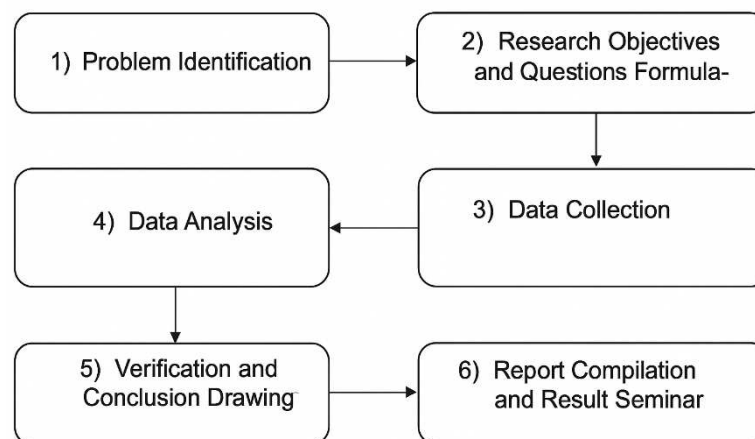 1) Problem Identification
2) Research Objectives
and Questions Formula-
3) Data Collection
4) Data Analysis
5) Verification and
Conclusion Drawing
6) Report Compilation
and Result Seminar